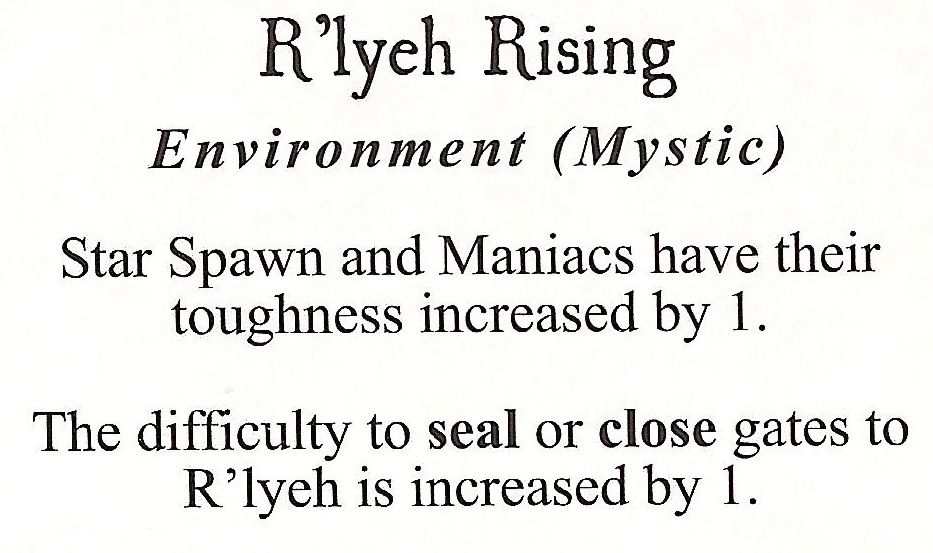 R’lyeh Rising
Environment (Mystic)
Star Spawn and Maniacs have their
toughness increased by 1.
The difficulty to seal or close gates to
R’lyeh is increased by 1.